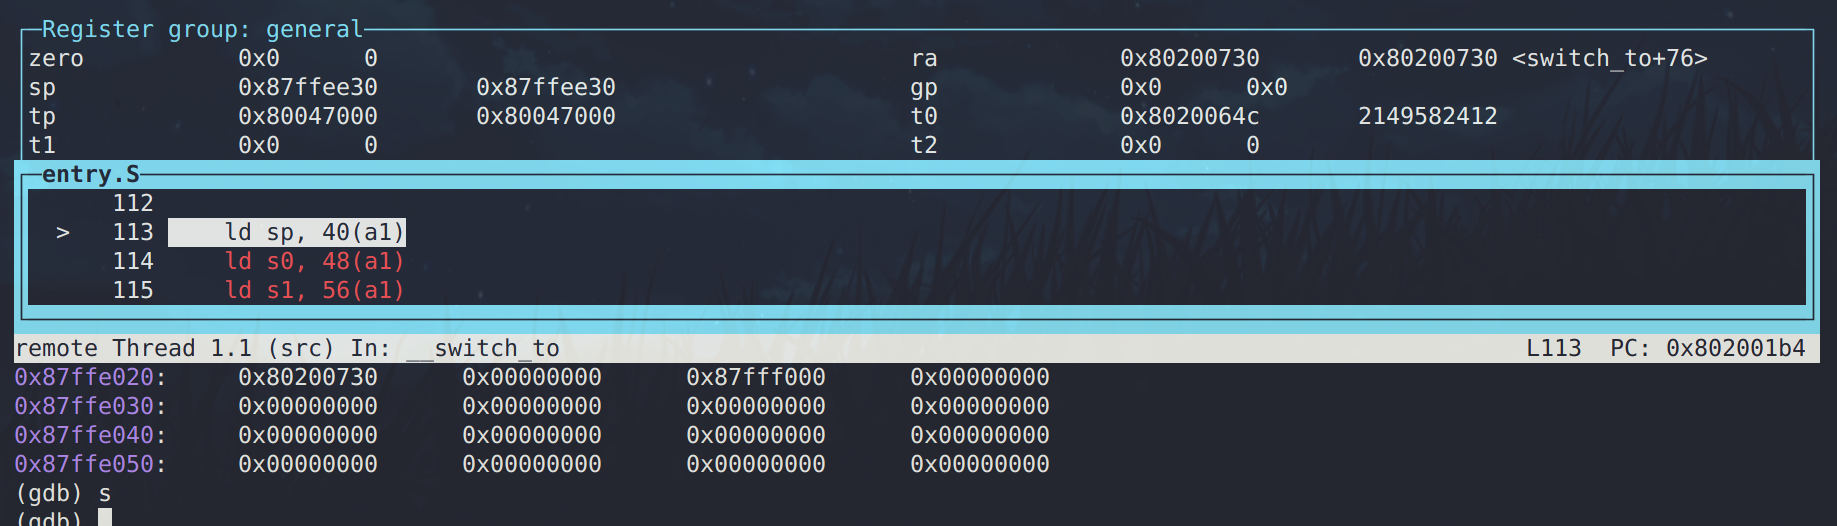 Register group: general
zero 0x0 0 ra 0x80200730 0x80200730 <switch_to+76>
sp 0x87ffee30 0x87ffee30 gp 0x0 0x0
tp 0x80047000 0x80047000 t0 0x8020064c 2149582412
t1 0x0 0 t2 0x0 0
entry.S
112
> 113 ld sp, 40(a1)
114 ld s0, 48(a1)
115 ld s1, 56(a1)
remote Thread 1.1 (src) In: __switch_to L113 PC: 0x802001b4
0x87ffe020: 0x80200730 0x00000000 0x87fff000 0x00000000
0x87ffe030: 0x00000000 0x00000000 0x00000000 0x00000000
0x87ffe040: 0x00000000 0x00000000 0x00000000 0x00000000
0x87ffe050: 0x00000000 0x00000000 0x00000000 0x00000000
(gdb) s
(gdb)